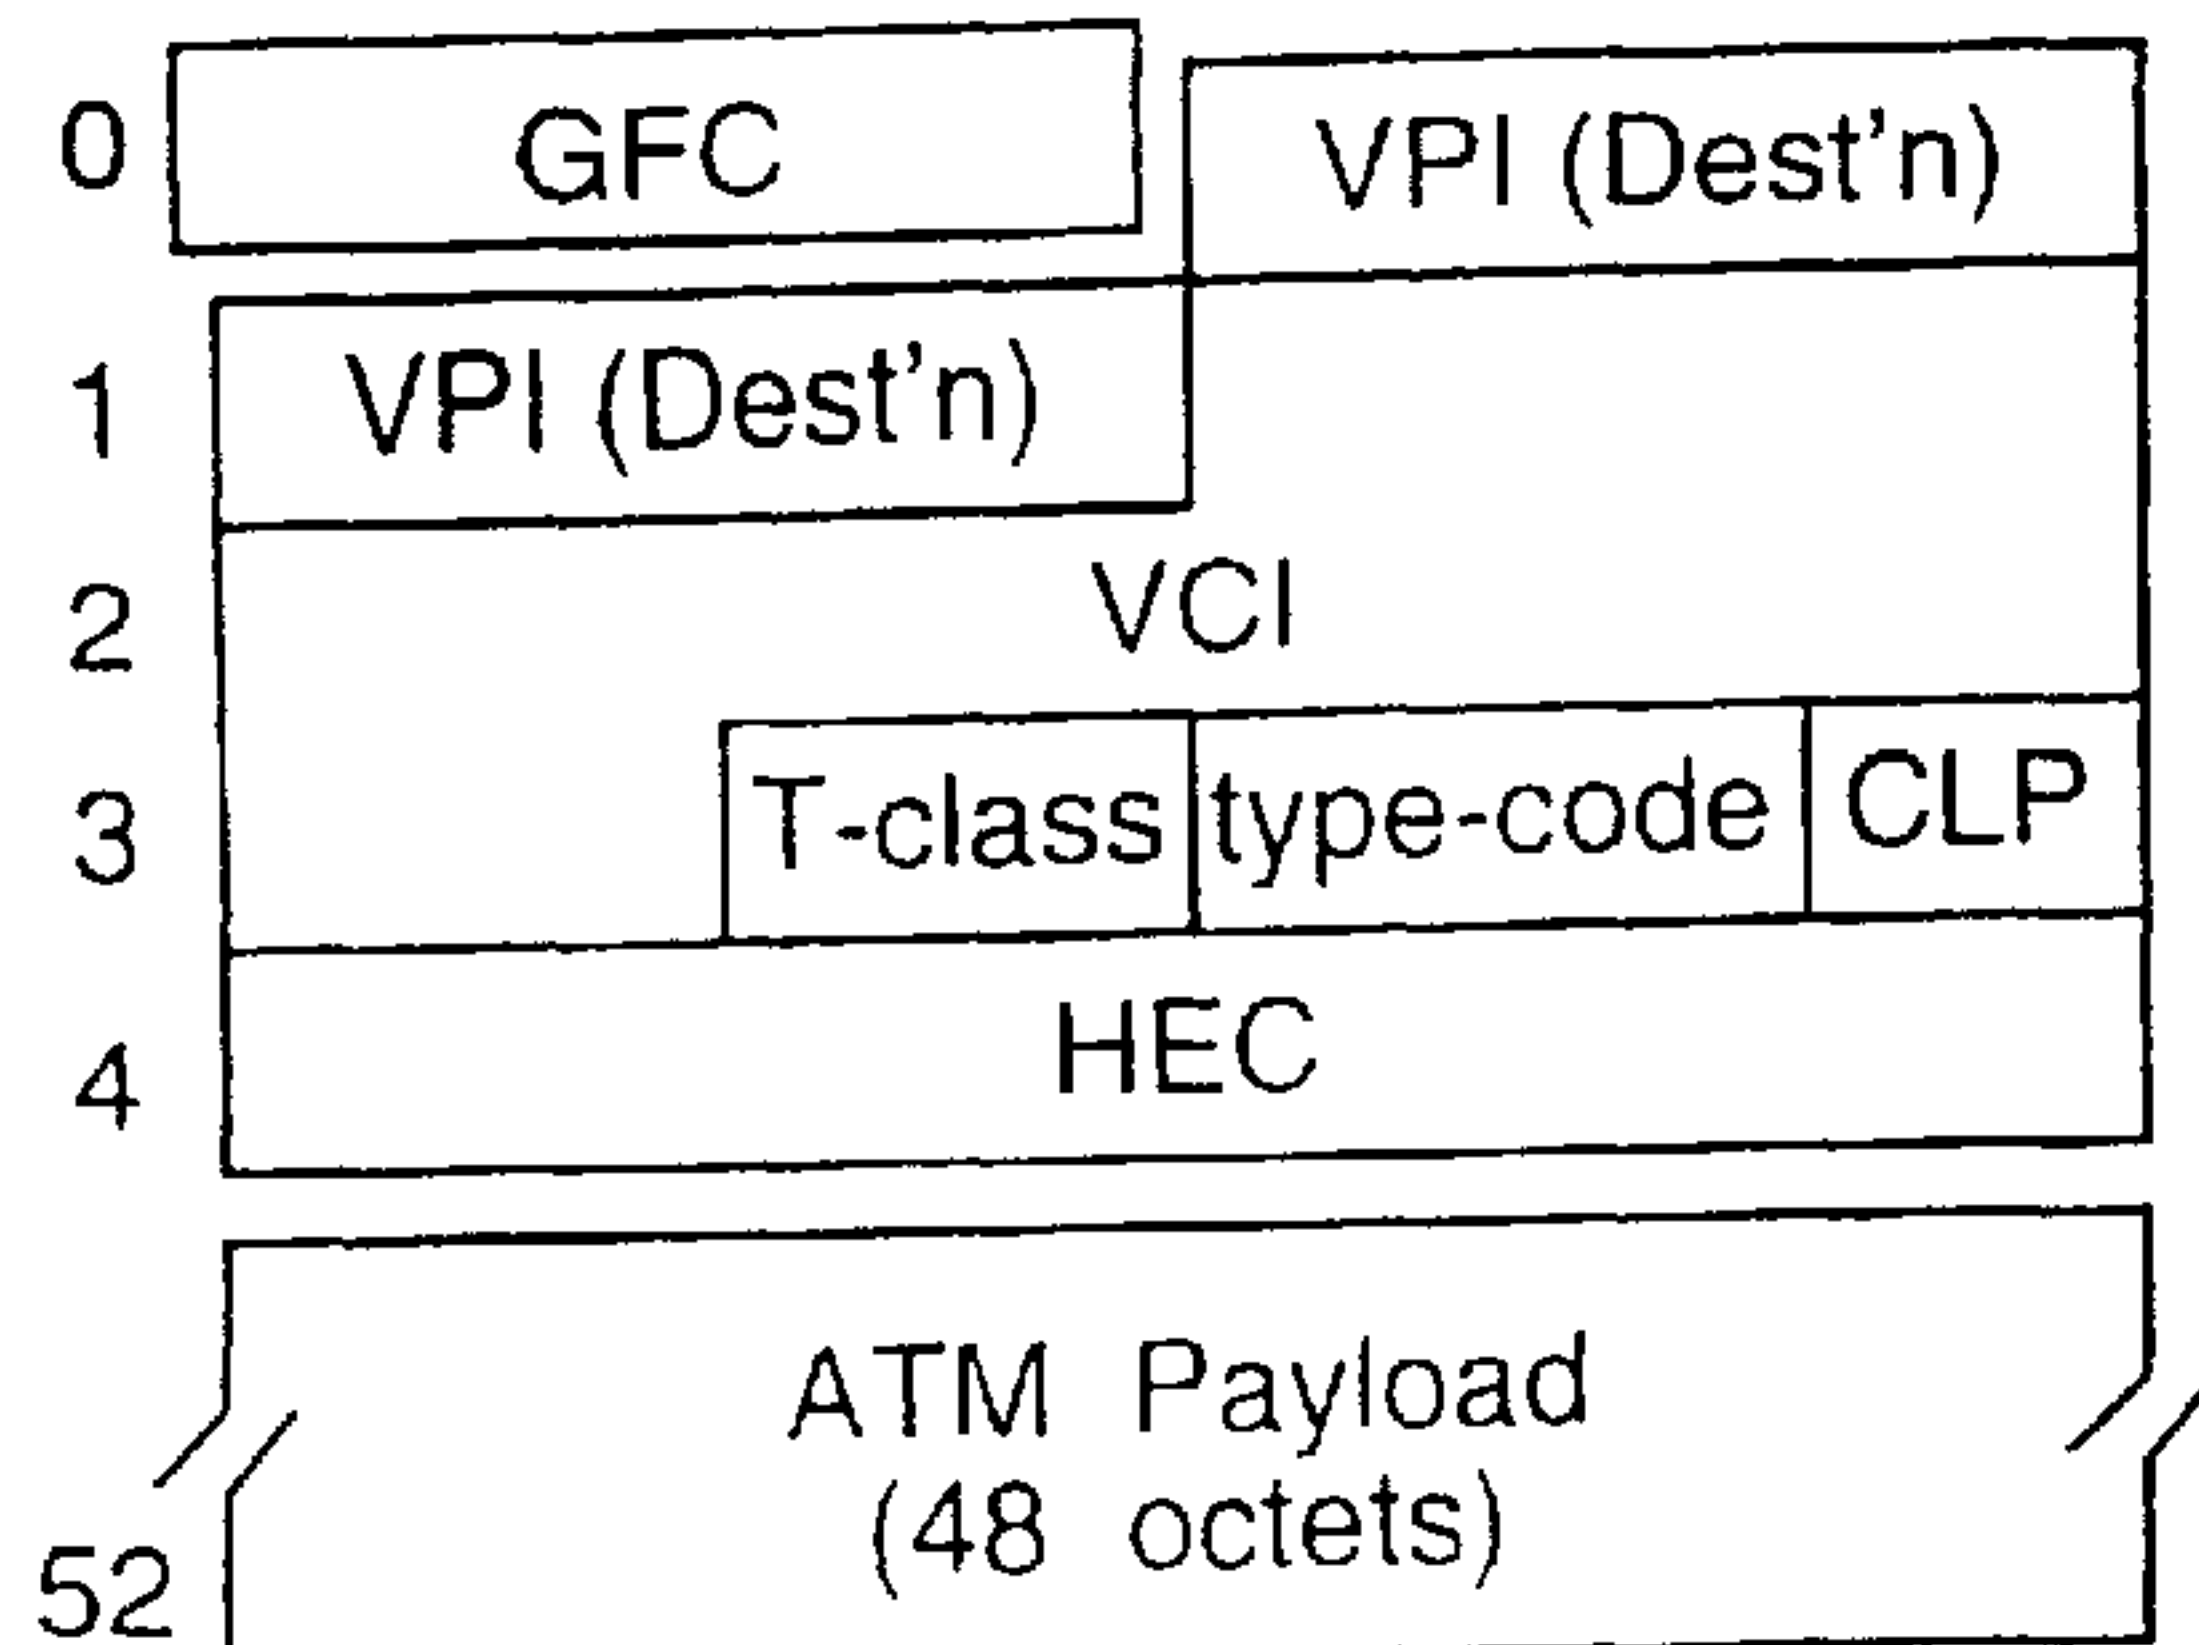 0 GFC VPI (Dest'n)
1 VPI (Dest'n)
2 VCI
3 T-class type-code CLP
4 HEC
ATM Payload
(48 octets)
52